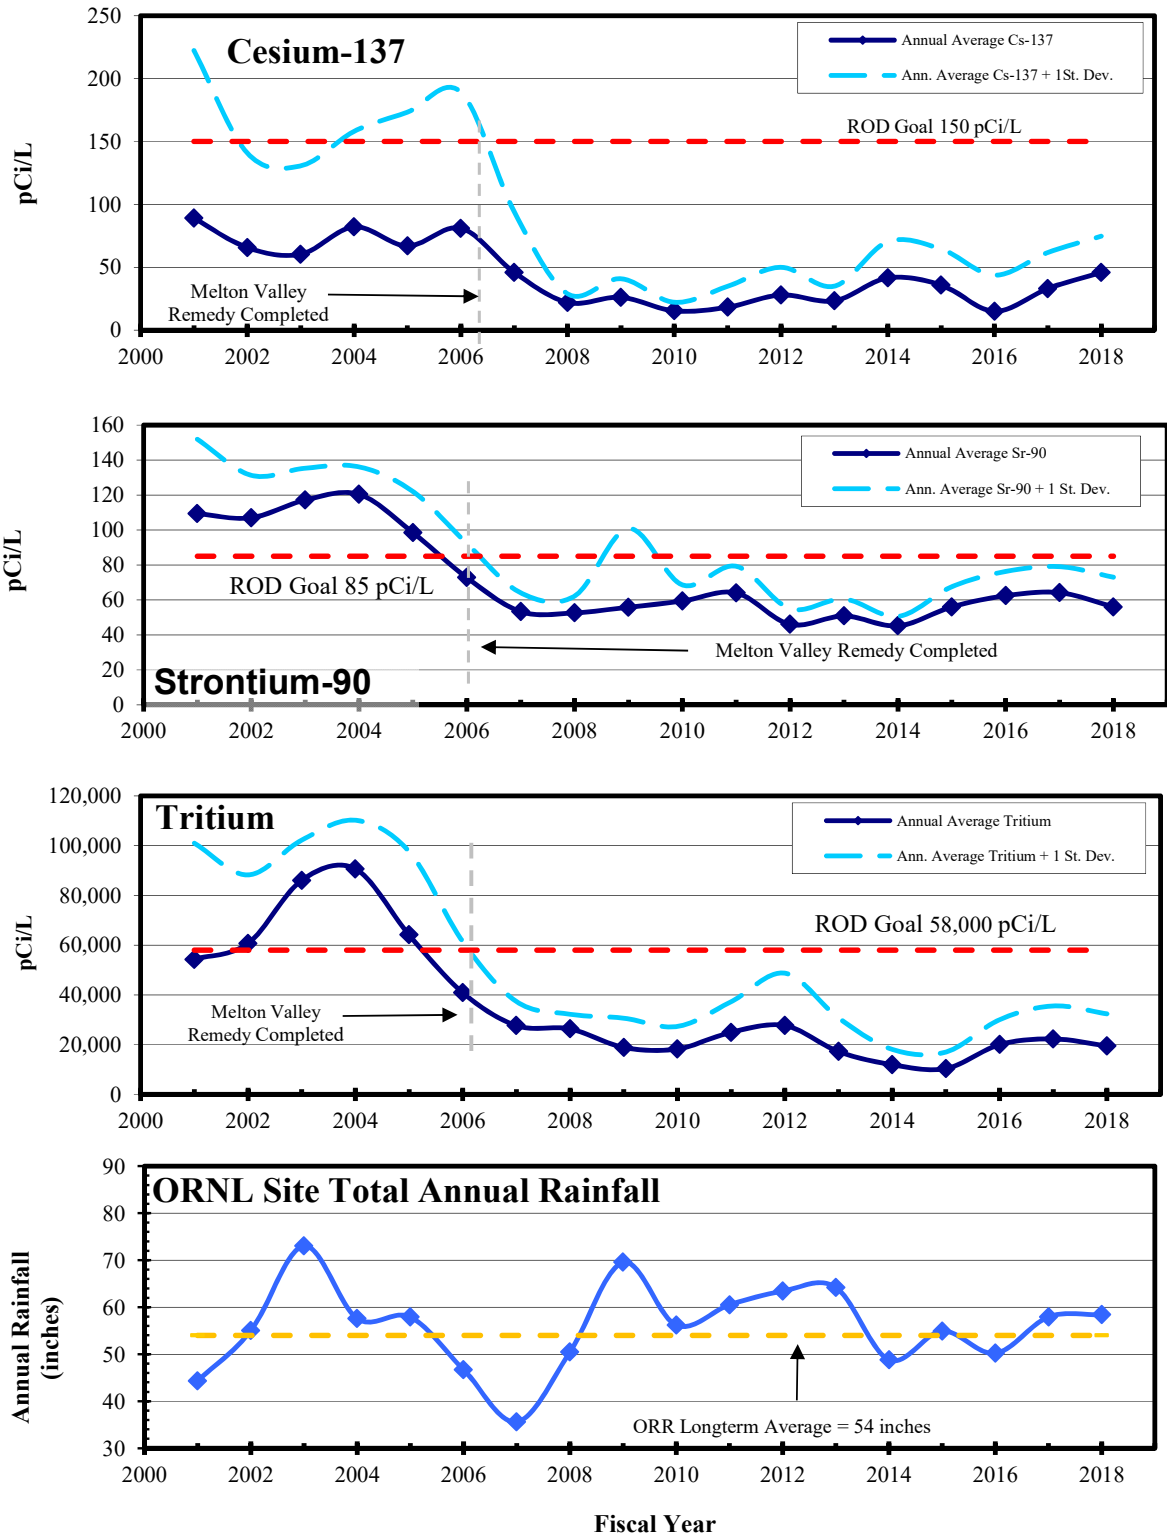 Cesium-137
Annual Average Cs-137
Ann. Average Cs-137 + 1St. Dev.
ROD Goal 150 pCi/L
pCi/L
250
200
150
100
50
0
Melton Valley
Remedy Completed
2000 2002 2004 2006 2008 2010 2012 2014 2016 2018
Annual Average Sr-90
Ann. Average Sr-90 + 1 St. Dev.
pCi/L
160
140
120
100
80
60
40
20
0
ROD Goal 85 pCi/L
Melton Valley Remedy Completed
Strontium-90
2000 2002 2004 2006 2008 2010 2012 2014 2016 2018
Tritium
Annual Average Tritium
Ann. Average Tritium + 1 St. Dev.
ROD Goal 58,000 pCi/L
pCi/L
120,000
100,000
80,000
60,000
40,000
20,000
0
Melton Valley
Remedy Completed
2000 2002 2004 2006 2008 2010 2012 2014 2016 2018
ORNL Site Total Annual Rainfall
Annual Rainfall
(inches)
90
80
70
60
50
40
30
ORR Longterm Average = 54 inches
2000 2002 2004 2006 2008 2010 2012 2014 2016 2018
Fiscal Year